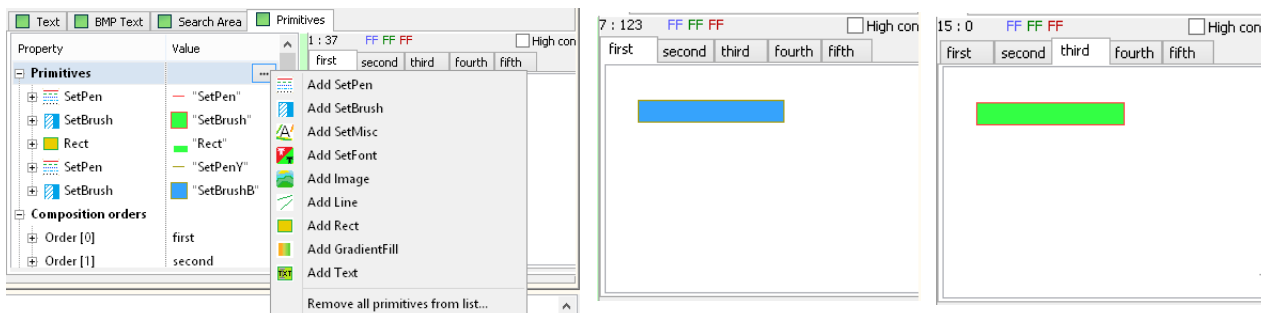 Text BMP Text Search Area Primitives
Property Value
Primitives ...
SetPen "SetPen"
SetBrush "SetBrush"
Rect "Rect"
SetPen "SetPenY"
SetBrush "SetBrushB"
Composition orders
Order [0] first
Order [1] second
1 : 37 FF FF FF High con
first second third fourth fifth
Add SetPen
Add SetBrush
Add SetMisc
Add SetFont
Add Image
Add Line
Add Rect
Add GradientFill
TXT Add Text
Remove all primitives from list...
7 : 123 FF FF FF High con
first second third fourth fifth
15 : 0 FF FF FF High con
first second third fourth fifth